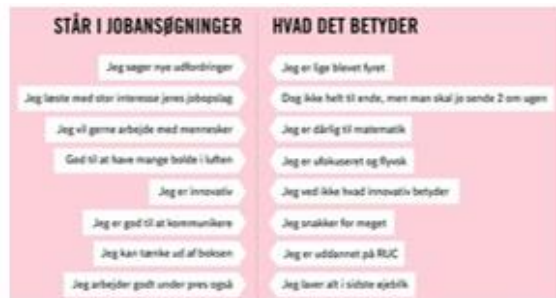 STÅR I JOBANSØGNINGER HVAD DET BETYDER
Jeg søger nye udfordringer Jeg er lige blevet fyret
Jeg læste med stor interesse jeres jobopslag Dog ikke helt til ende, men man skal jo sende 2 om ugen
Jeg vil gerne arbejde med mennesker Jeg er dårlig til matematik
God til at have mange bolde i luften Jeg er ufokuseret og flyvsk
Jeg er innovativ Jeg ved ikke hvad innovativ betyder
Jeg er god til at kommunikere Jeg snakker for meget
Jeg kan tænke ud af boksen Jeg er uddannet på RUC
Jeg arbejder godt under pres også Jeg laver alt i sidste øjeblik